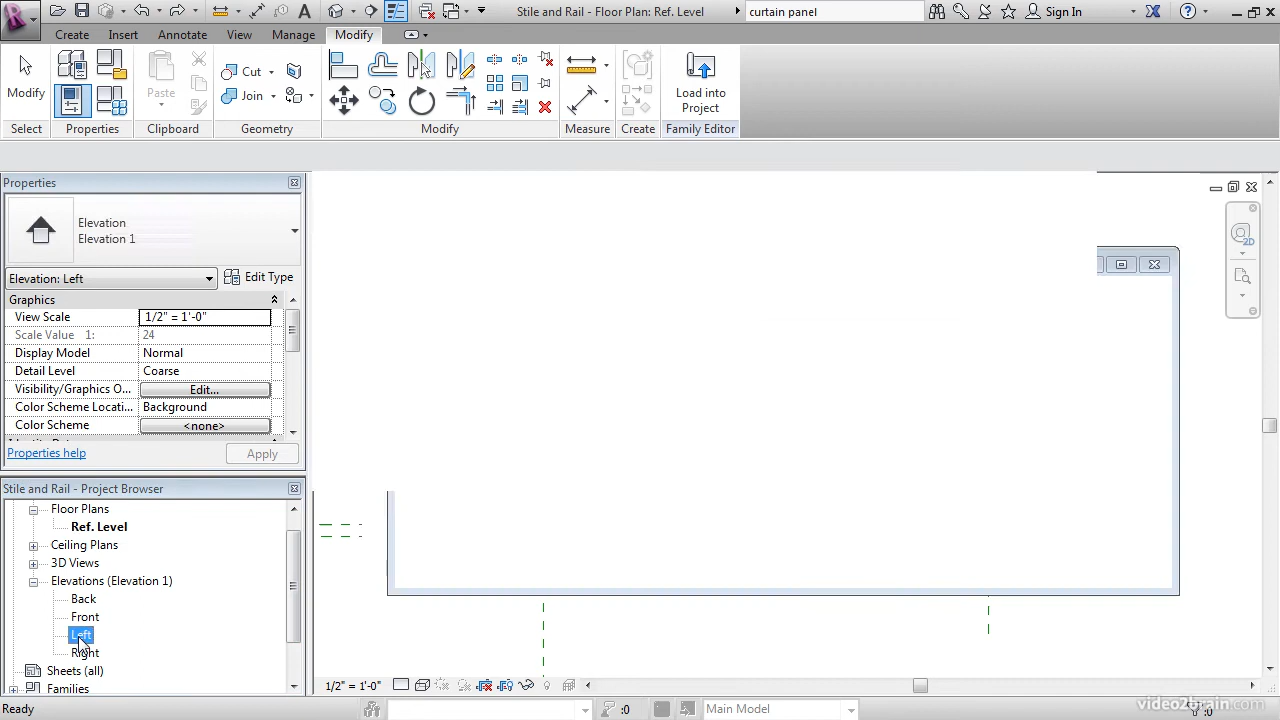 Stile and Rail - Floor Plan: Ref. Level
curtain panel
Sign In
Create Insert Annotate View Manage Modify
Modify
Paste
Cut
Join
Load into
Project
Select Properties Clipboard Geometry Modify Measure Create Family Editor
Properties
Elevation
Elevation 1
Elevation: Left
Edit Type
Graphics
View Scale 1/2" = 1'-0"
Scale Value 1: 24
Display Model Normal
Detail Level Coarse
Visibility/Graphics O... Edit...
Color Scheme Locati... Background
Color Scheme <none>
Properties help
Apply
Stile and Rail - Project Browser
Floor Plans
Ref. Level
Ceiling Plans
3D Views
Elevations (Elevation 1)
Back
Front
Left
Right
Sheets (all)
Families
2D
1/2" = 1'-0"
Ready
:0
Main Model
:0
video2brain.com